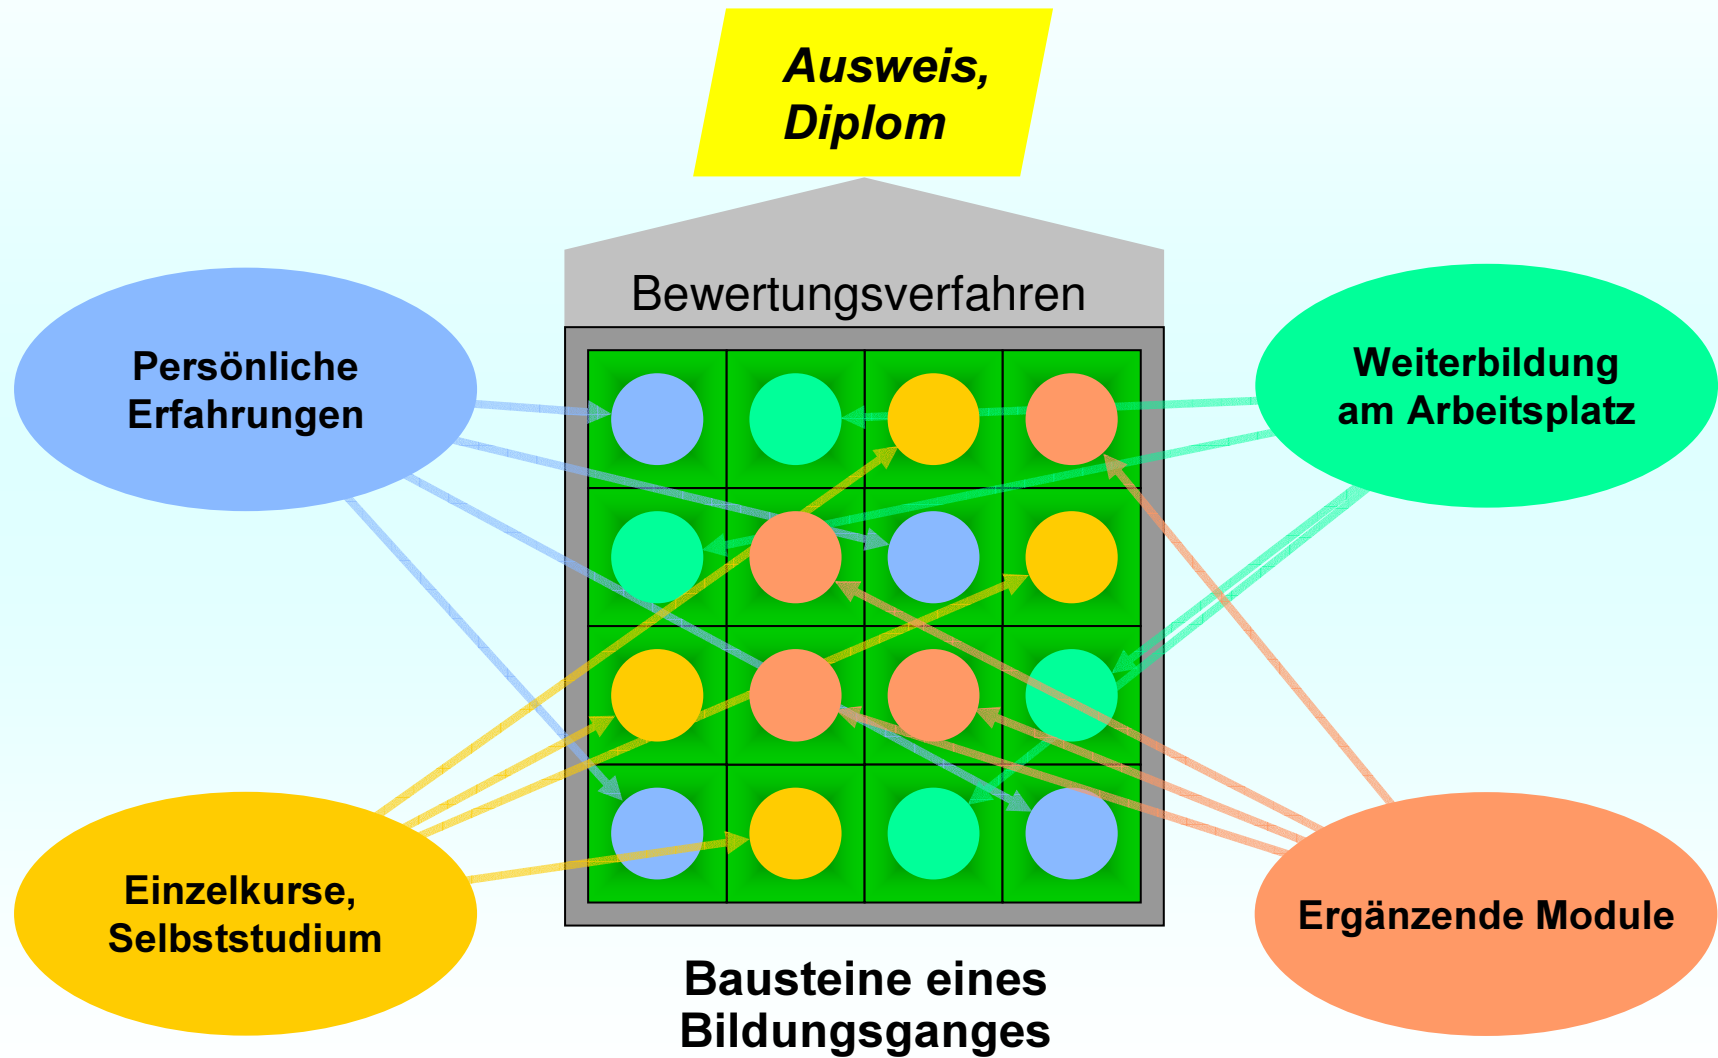 Ausweis,
Diplom
Bewertungsverfahren
Persönliche
Erfahrungen
Weiterbildung
am Arbeitsplatz
Einzelkurse,
Selbststudium
Ergänzende Module
Bausteine eines
Bildungsganges